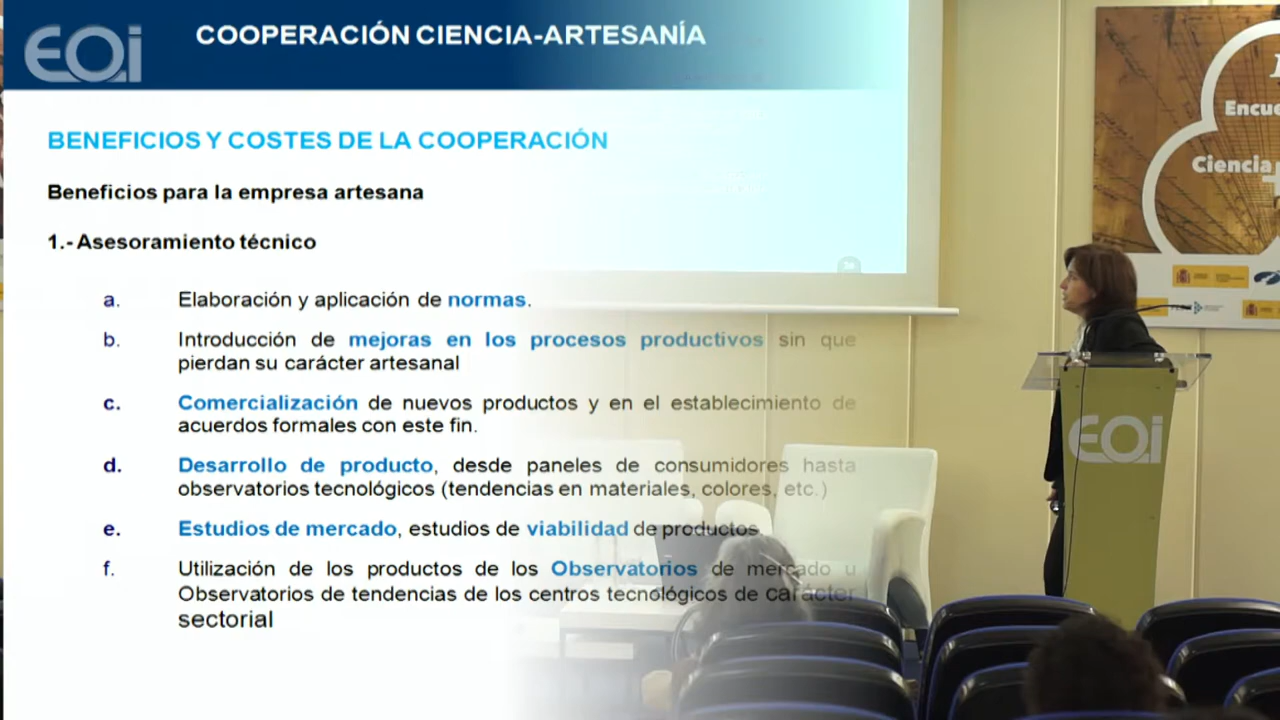 EOi
COOPERACIÓN CIENCIA-ARTESANÍA
BENEFICIOS Y COSTES DE LA COOPERACIÓN
Beneficios para la empresa artesana
1.- Asesoramiento técnico
a. Elaboración y aplicación de normas.
b. Introducción de mejoras en los procesos productivos sin que
pierdan su carácter artesanal
c. Comercialización de nuevos productos y en el establecimiento de
acuerdos formales con este fin.
d. Desarrollo de producto, desde paneles de consumidores hasta
observatorios tecnológicos (tendencias en materiales, colores, etc.)
e. Estudios de mercado, estudios de viabilidad de productos.
f. Utilización de los productos de los Observatorios de mercado u
Observatorios de tendencias de los centros tecnológicos de carácter
sectorial
Ciencia
EOi